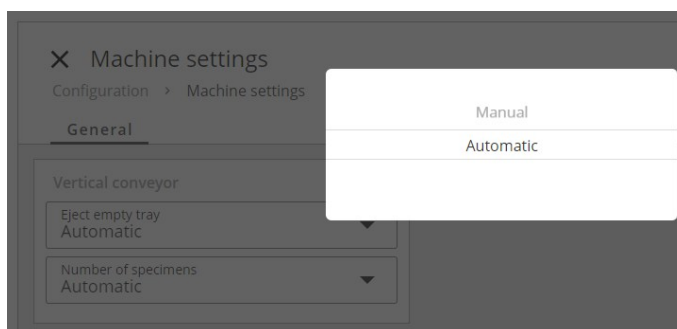 Machine settings
Configuration > Machine settings
General
Vertical conveyor
Eject empty tray
Automatic
Number of specimens
Automatic
Manual
Automatic